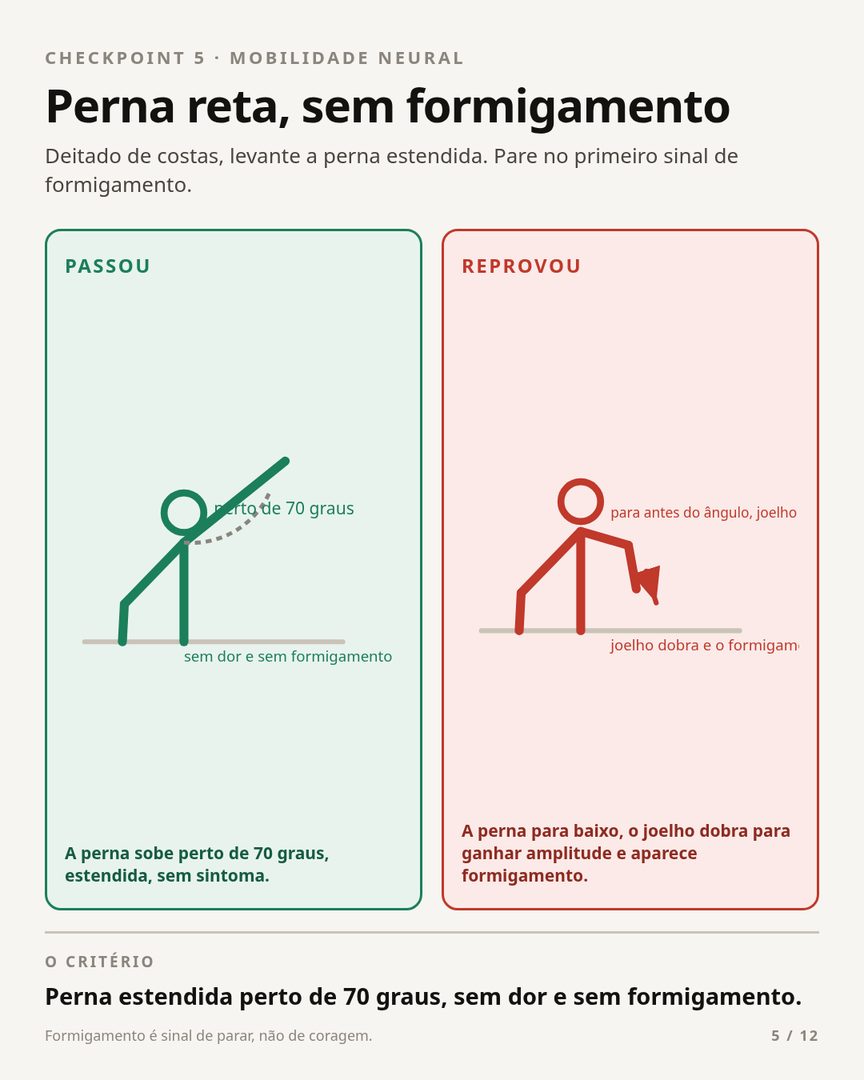 CHECKPOINT 5 · MOBILIDADE NEURAL
Perna reta, sem formigamento
Deitado de costas, levante a perna estendida. Pare no primeiro sinal de
formigamento.
PASSOU
perto de 70 graus
sem dor e sem formigamento
A perna sobe perto de 70 graus,
estendida, sem sintoma.
REPROVOU
para antes do ângulo, joelho
joelho dobra e o
A perna para baixo, o joelho dobra para
ganhar amplitude e aparece
formigamento.
O CRITÉRIO
Perna estendida perto de 70 graus, sem dor e sem formigamento.
Formigamento é sinal de parar, não de coragem.
5 / 12